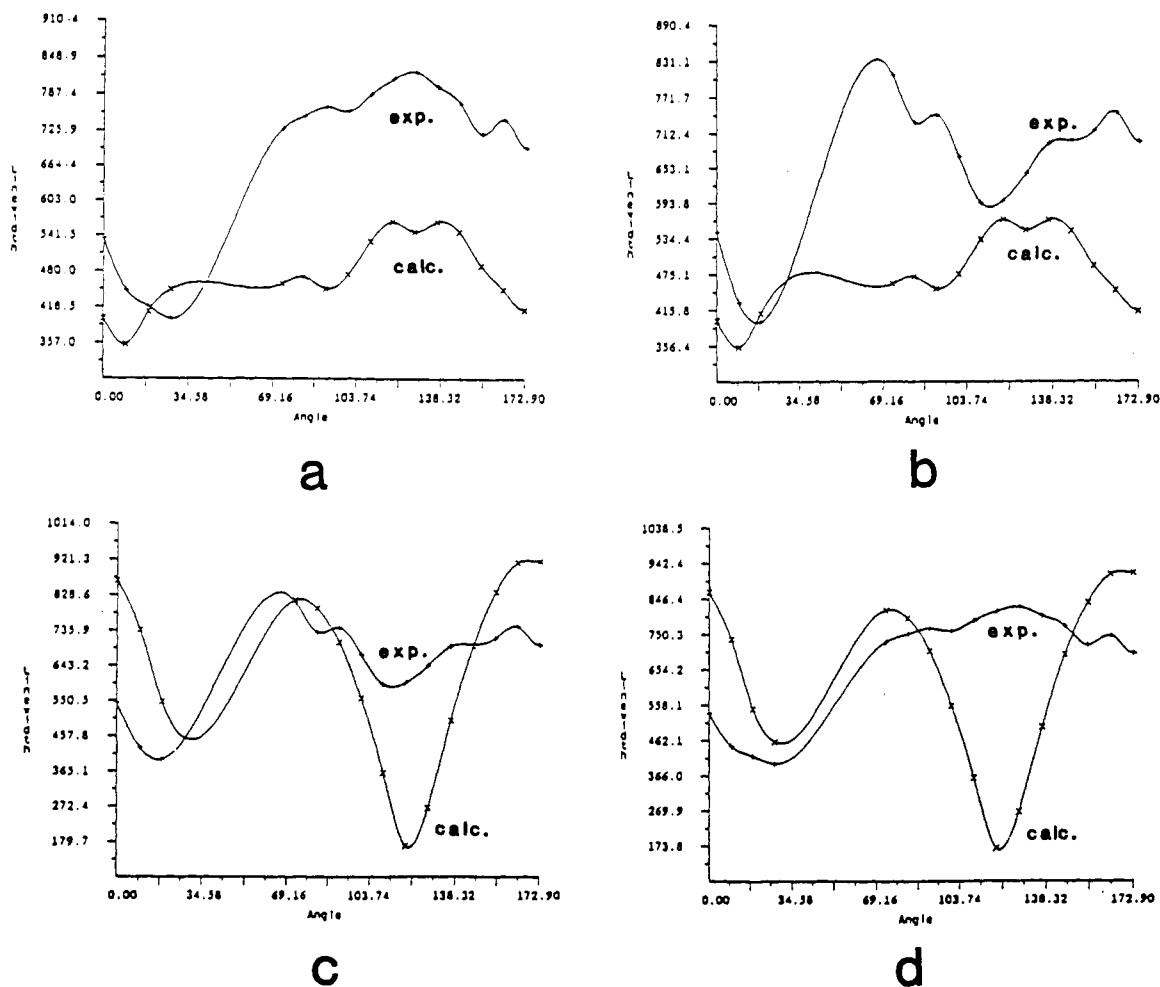 910.4
848.9
787.4
725.9
664.4
603.0
541.5
480.0
418.5
357.0
Linewidth
exp.
calc.
0.00 34.58 69.16 103.74 138.32 172.90
Angle
a
890.4
831.1
771.7
712.4
653.1
593.8
534.4
475.1
415.8
356.4
Linewidth
exp.
calc.
0.00 34.58 69.16 103.74 138.32 172.90
Angle
b
1014.0
921.3
828.6
735.9
643.2
550.5
457.8
365.1
272.4
179.7
Linewidth
exp.
calc.
0.00 34.58 69.16 103.74 138.32 172.90
Angle
c
1038.5
942.4
846.4
750.3
654.2
558.1
462.1
366.0
269.9
173.8
Linewidth
exp.
calc.
0.00 34.58 69.16 103.74 138.32 172.90
Angle
d